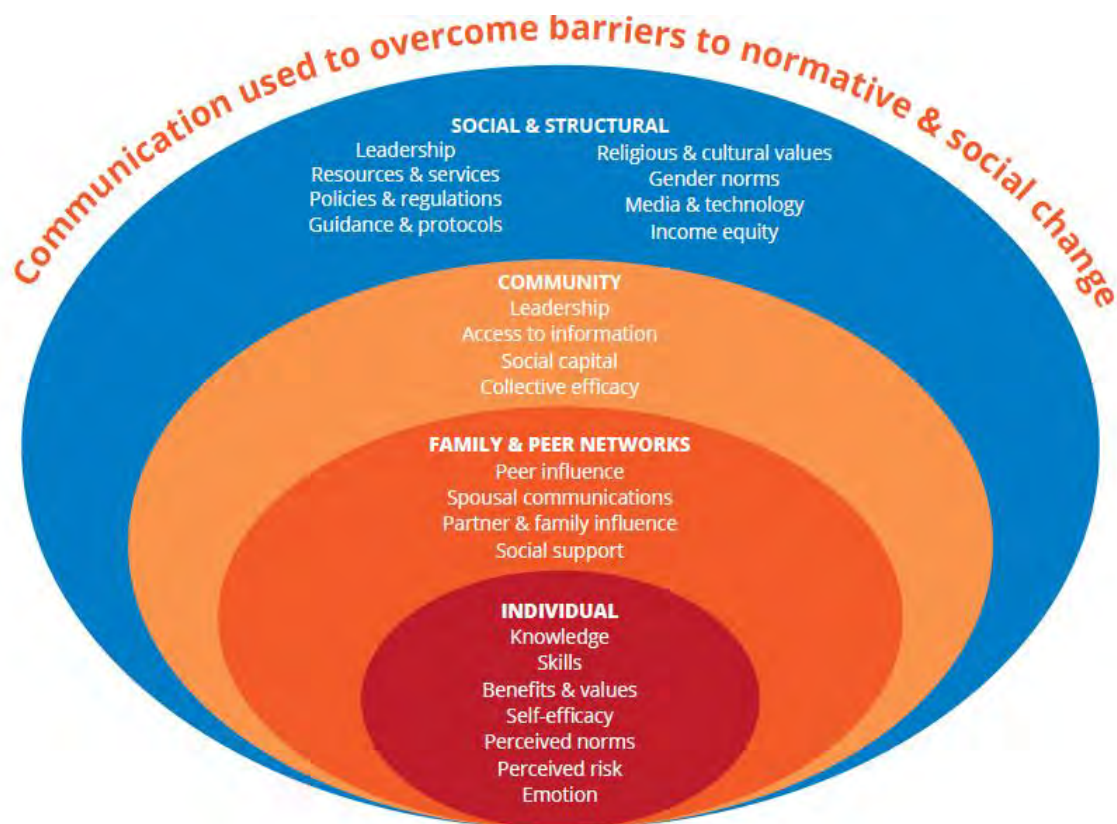 Communication used to overcome barriers to normative & social change
SOCIAL & STRUCTURAL
Leadership
Resources & services
Policies & regulations
Guidance & protocols
Religious & cultural values
Gender norms
Media & technology
Income equity
COMMUNITY
Leadership
Access to information
Social capital
Collective efficacy
FAMILY & PEER NETWORKS
Peer influence
Spousal communications
Partner & family influence
Social support
INDIVIDUAL
Knowledge
Skills
Benefits & values
Self-efficacy
Perceived norms
Perceived risk
Emotion